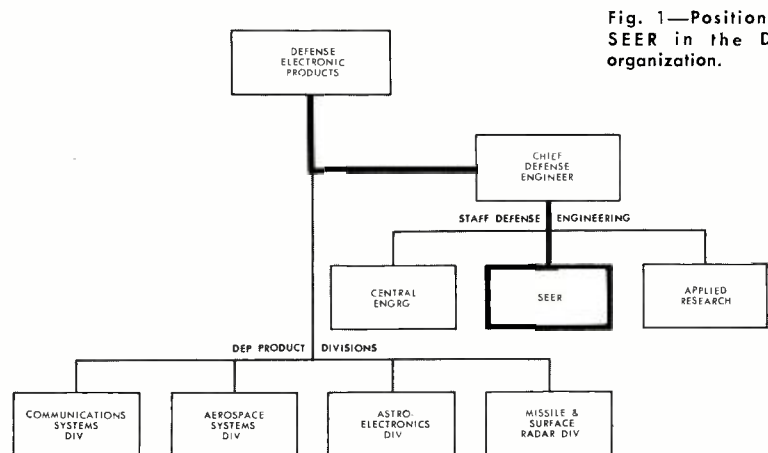 Fig. 1—Position
SEER in the D
organization.
DEFENSE
ELECTRONIC
PRODUCTS
CHIEF
DEFENSE
ENGINEER
STAFF DEFENSE ENGINEERING
CENTRAL
ENGRG
SEER
APPLIED
RESEARCH
DEP PRODUCT DIVISIONS
COMMUNICATIONS
SYSTEMS
DIV
AEROSPACE
SYSTEMS
DIV
ASTRO-
ELECTRONICS
DIV
MISSILE &
SURFACE
RADAR DIV